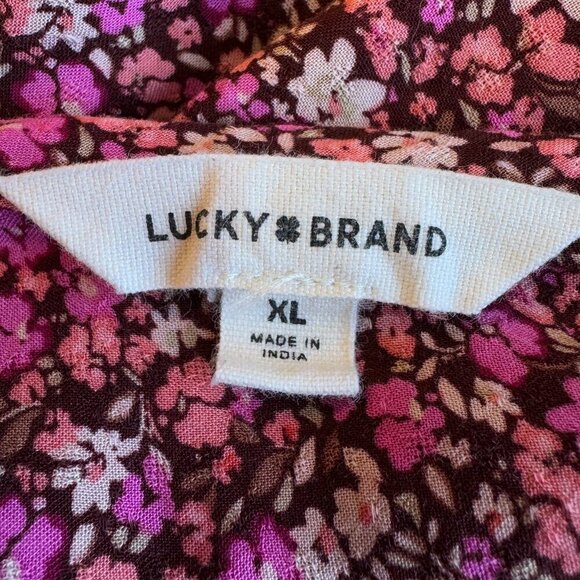 LUCKY BRAND
XL
MADE IN
INDIA